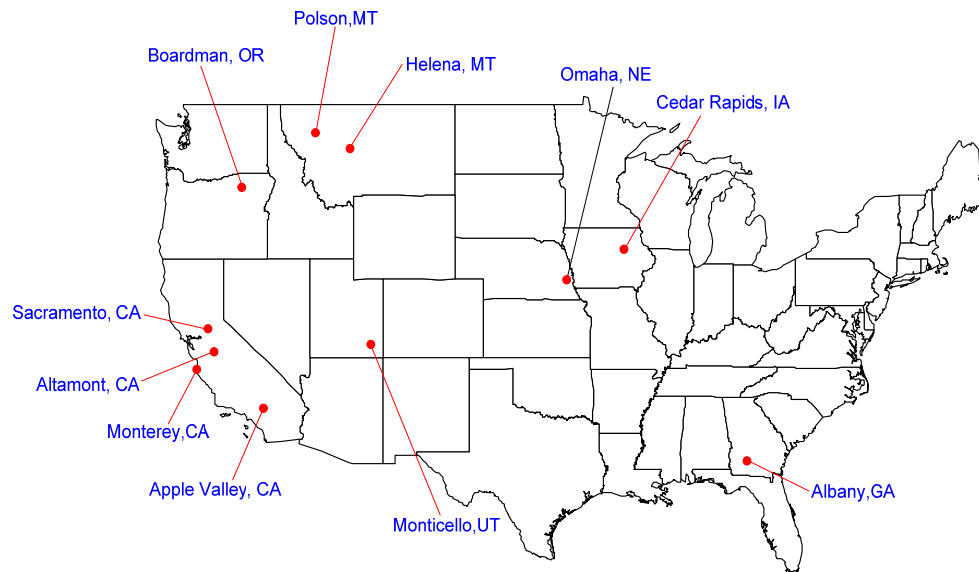 Polson,MT
Boardman, OR
Helena, MT
Omaha, NE
Cedar Rapids, IA
Sacramento, CA
Altamont, CA
Monterey,CA
Apple Valley, CA
Albany,GA
Monticello,UT